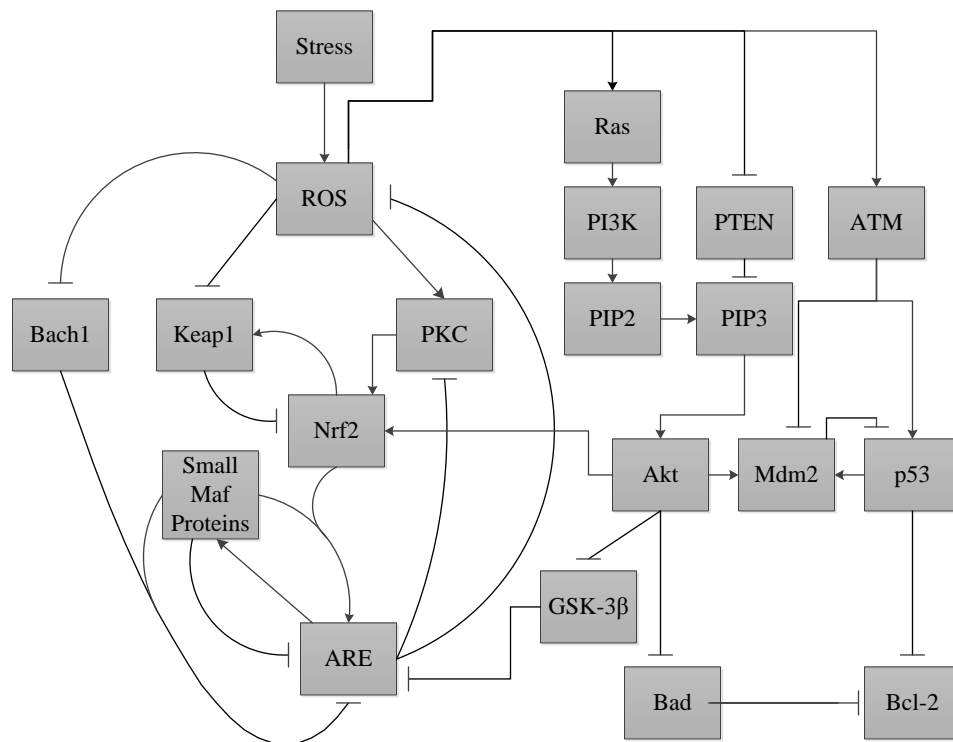 Stress
Ras
ROS
PI3K
PTEN
ATM
Bach1
Keap1
PKC
PIP2
PIP3
Nrf2
Small
Maf
Proteins
Akt
Mdm2
p53
GSK-3β
ARE
Bad
Bcl-2